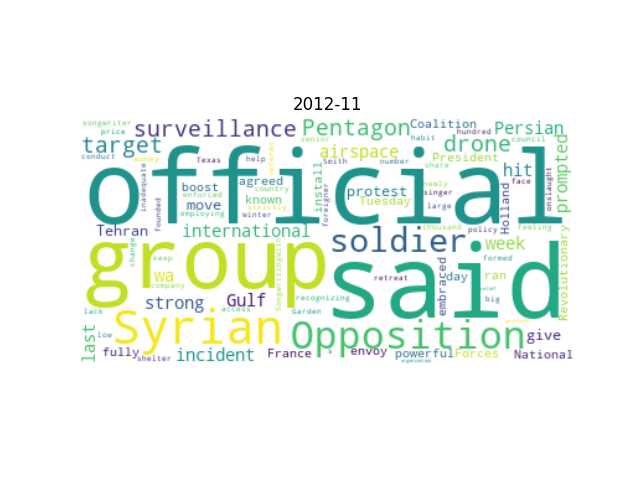 2012-11
songwriter
surveillance
Pentagon
Coalition
hundred
Persian
price
senior
council
target
official
drone
airspace
conduct
money
Texas
help
veteran
Smith
number
President
habit
share
face
hit
prompted
inadequate
boost
agreed
country
install
foreigner
protest
newly
singer
onslaught
enforced
move
known
strictly
Tuesday
large
Holland
founded
employing
winter
Tehran
international
soldier
thousand
policy
feeling
group
said
week
formed
change
keep
wa
company
SongwritingWith
retreat
embraced
day
ran
relief
Revolutionary
strong
Gulf
recognizing
big
lack
access
Garden
Syrian
Opposition
give
last
low
fully
shelter
incident
France
s
envoy
powerful
Forces
National
organization